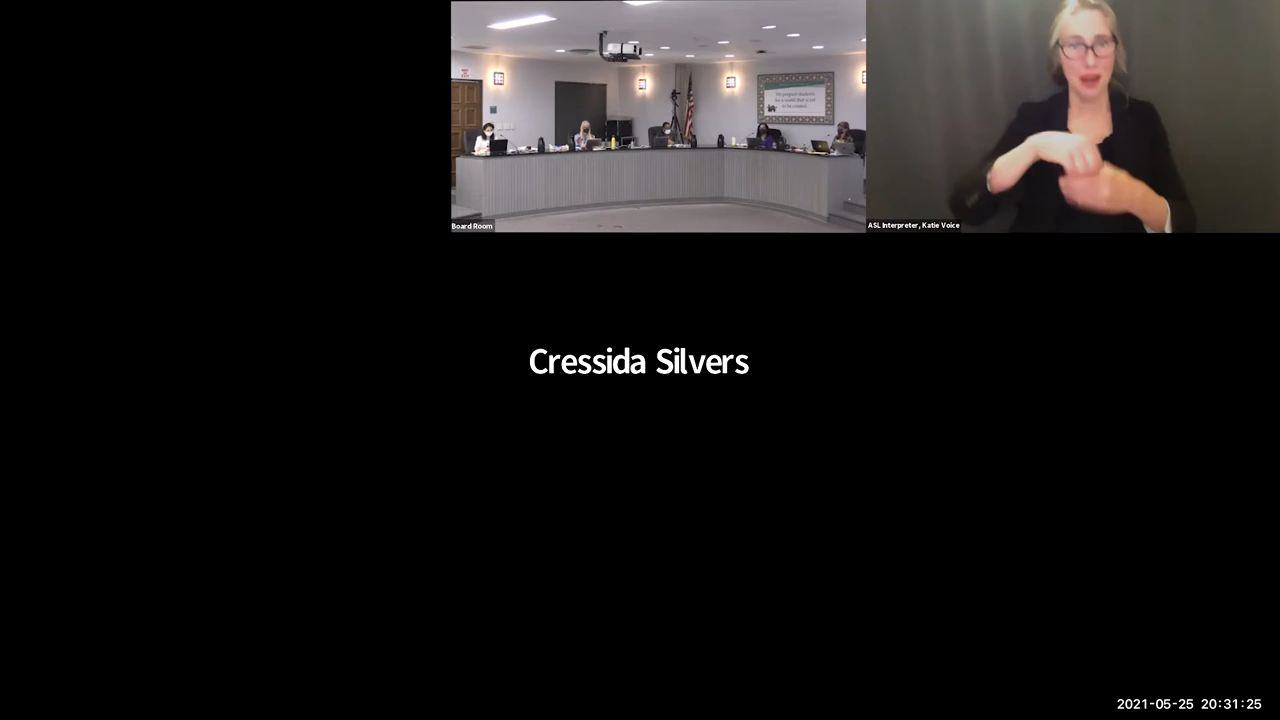 Board Room
ASL Interpreter, Katie Voice
Cressida Silvers
2021-05-25 20:31:25